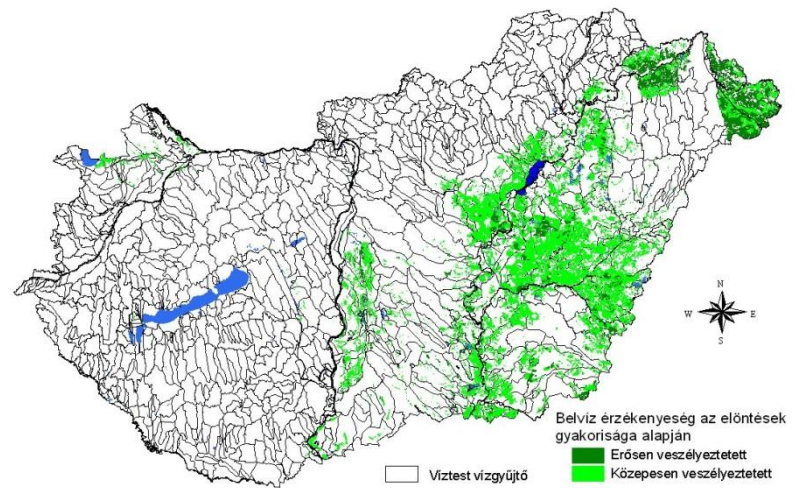 N
W E
S
Belvíz érzékenyeség az elöntések
gyakorisága alapján
Erősen veszélyeztetett
Közepesen veszélyeztetett
Víztest vízgyűjtő